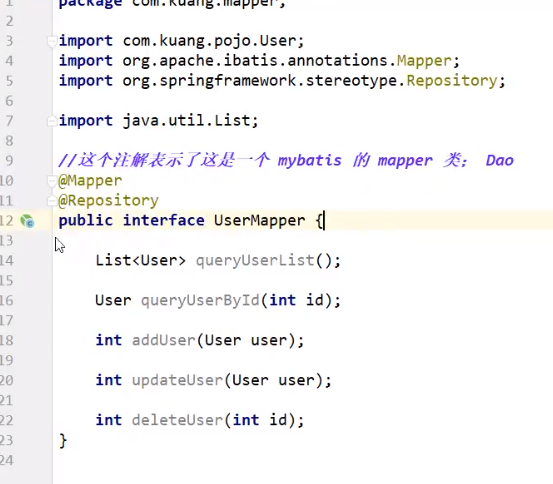 1 package com.kuang.mapper;
2
3 import com.kuang.pojo.User;
4 import org.apache.ibatis.annotations.Mapper;
5 import org.springframework.stereotype.Repository;
6
7 import java.util.List;
8
9 //这个注解表示了这是一个 mybatis 的 mapper 类; Dao
10 @Mapper
11 @Repository
12 public interface UserMapper {
13
14 List<User> queryUserList();
15
16 User queryUserById(int id);
17
18 int addUser(User user);
19
20 int updateUser(User user);
21
22 int deleteUser(int id);
23 }
24